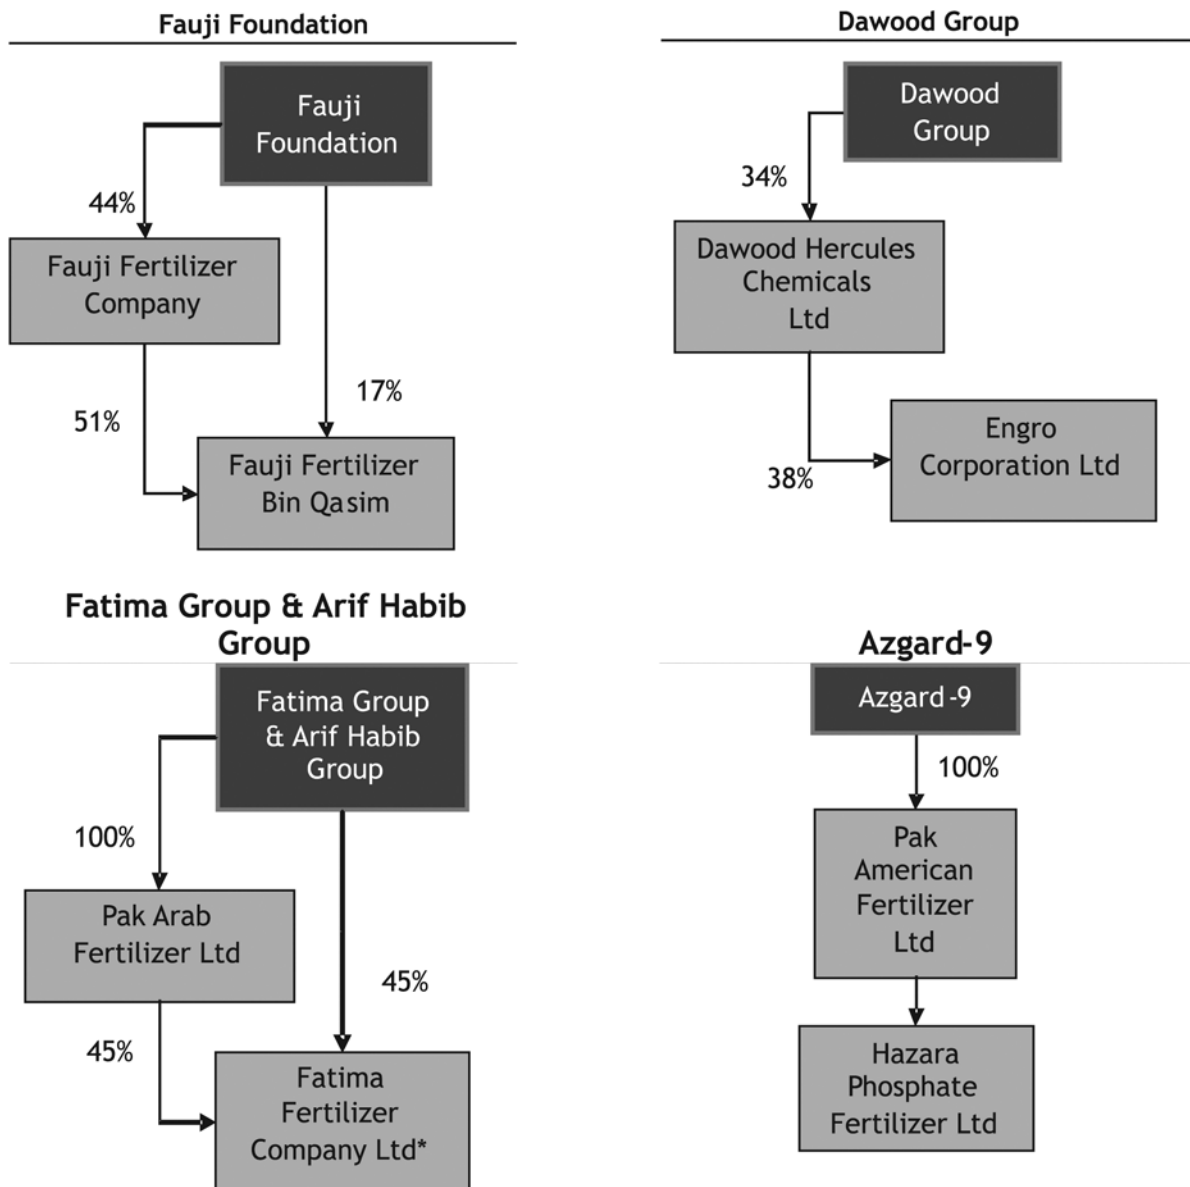 Fauji Foundation
Fauji
Foundation
44%
Fauji Fertilizer
Company
51%
17%
Fauji Fertilizer
Bin Qasim
Dawood Group
Dawood
Group
34%
Dawood Hercules
Chemicals
Ltd
38%
Engro
Corporation Ltd
Fatima Group & Arif Habib
Group
Fatima Group
& Arif Habib
Group
100%
Pak Arab
Fertilizer Ltd
45%
45%
Fatima
Fertilizer
Company Ltd*
Azgard-9
Azgard -9
100%
Pak
American
Fertilizer
Ltd
Hazara
Phosphate
Fertilizer Ltd